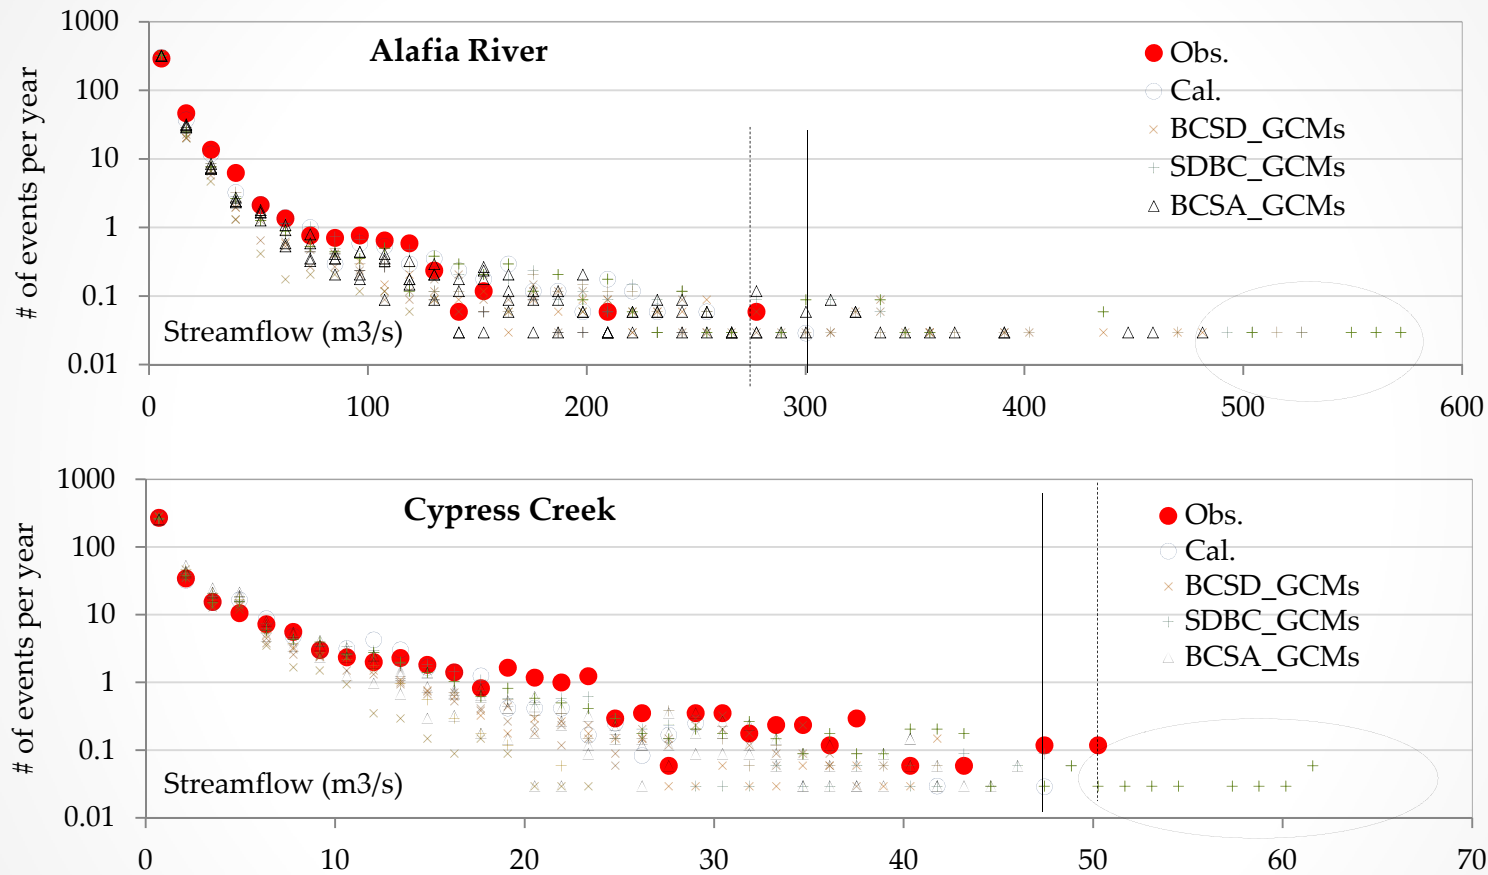 1000
Alafia River
Obs.
100
Cal.
BCSD_GCMs
10
SDBC_GCMs
1
BCSA_GCMs
0.1
Streamflow (m3/s)
0.01
# of events per year
0 100 200 300 400 500 600
1000
Cypress Creek
Obs.
100
Cal.
BCSD_GCMs
10
SDBC_GCMs
BCSA_GCMs
1
0.1
Streamflow (m3/s)
0.01
# of events per year
0 10 20 30 40 50 60 70